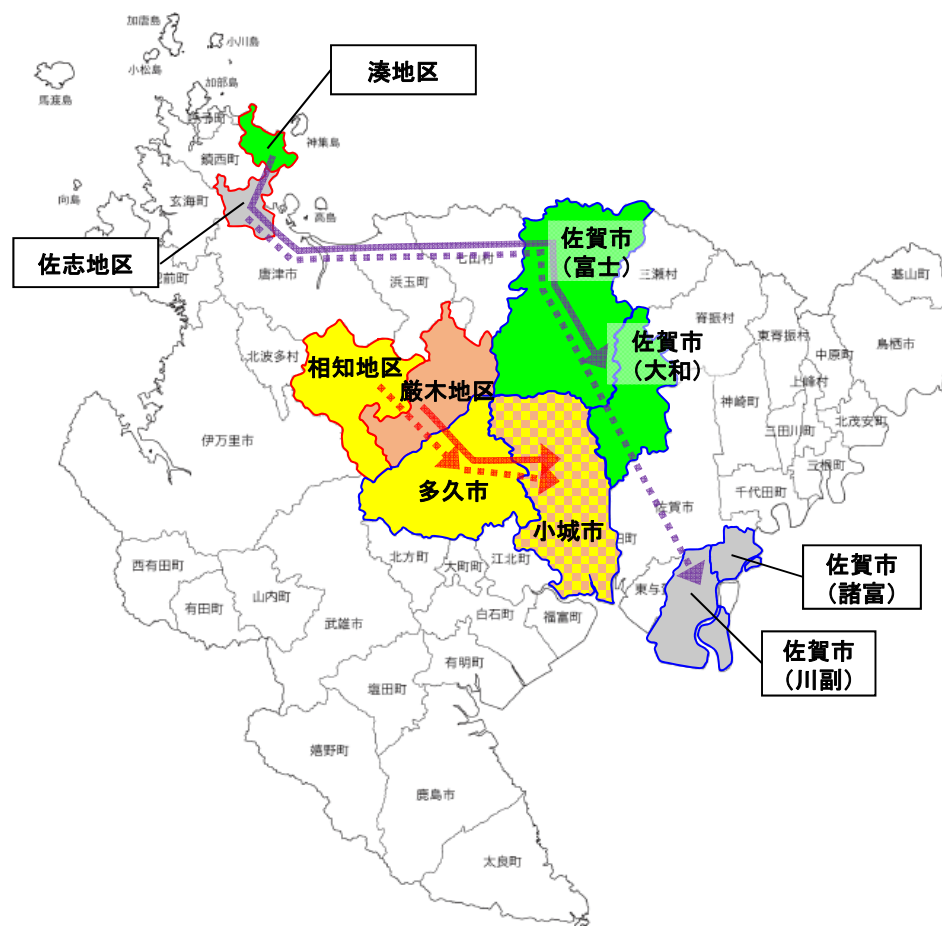 加唐島
小川島
小松島
馬渡島
加部島
湊地区
神集島
鎮西町
玄海町
向島
高島
佐志地区
唐津市
七山村
浜玉町
佐賀市
(富士)
三瀬村
基山町
脊振村
東脊振村
鳥栖市
中原町
佐賀市
(大和)
北波多村
相知地区
厳木地区
上峰村
神崎町
北茂安町
三田川町
伊万里市
三根町
多久市
千代田町
佐賀市
小城市
西有田町
北方町
大町町
江北町
佐賀市
(諸富)
有田町
山内町
武雄市
白石町
福富町
佐賀市
(川副)
有明町
塩田町
嬉野町
鹿島市
太良町